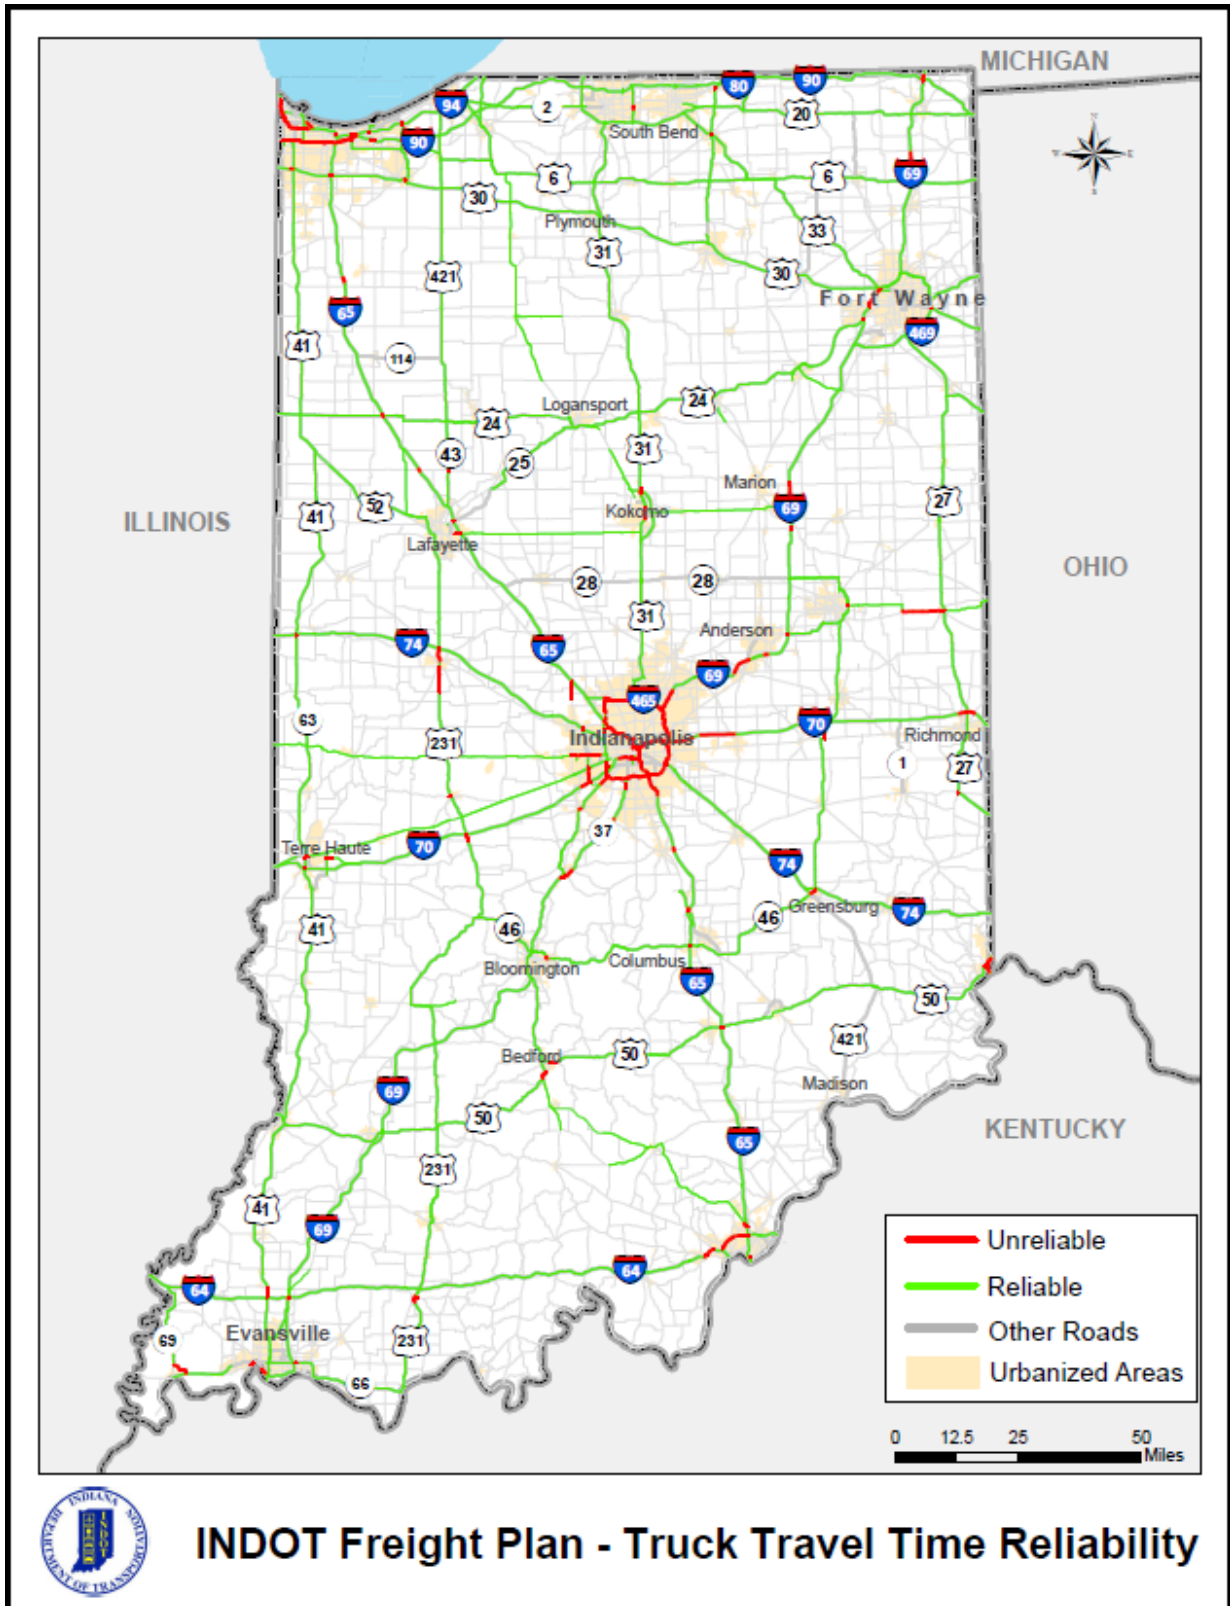 MICHIGAN
N
W E
S
94
2
80
90
20
90
South Bend
6
6
69
30
Plymouth
33
31
421
30
Fort Wayne
65
469
41
114
Logansport
24
24
43
25
31
Marion
27
52
69
41
Kokomo
ILLINOIS
Lafayette
OHIO
28
28
31
Anderson
74
65
69
465
63
70
Indianapolis
Richmond
231
1
27
37
Terre Haute
70
74
Greensburg
74
46
41
46
Bloomington
Columbus
65
50
421
Bedford
50
Madison
69
50
KENTUCKY
65
231
41
69
64
64
Evansville
69
231
66
Unreliable
Reliable
Other Roads
Urbanized Areas
0 12.5 25 50
Miles
INDIANA
DEPARTMENT OF TRANSPORTATION
INDOT
INDOT Freight Plan - Truck Travel Time Reliability